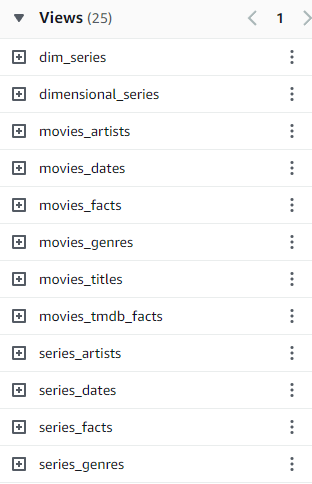 Views (25) 1
dim_series
dimensional_series
movies_artists
movies_dates
movies_facts
movies_genres
movies_titles
movies_tmdb_facts
series_artists
series_dates
series_facts
series_genres